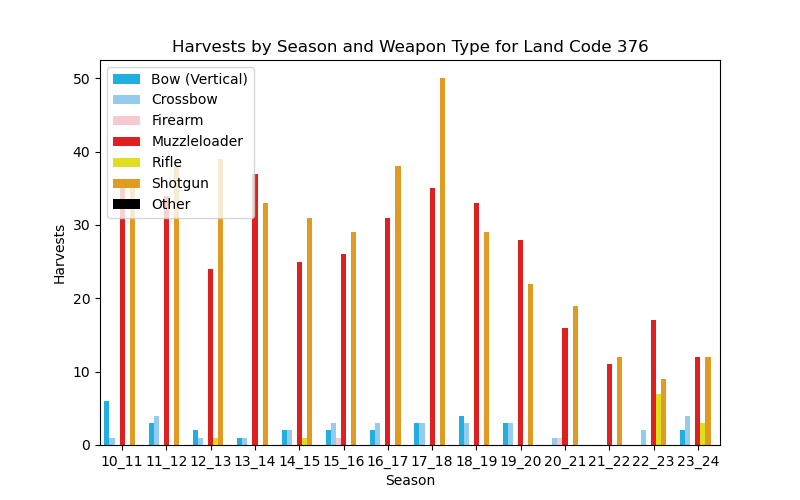 Harvests by Season and Weapon Type for Land Code 376
50
40
30
20
10
0
Harvests
Bow (Vertical)
Crossbow
Firearm
Muzzleloader
Rifle
Shotgun
Other
10_11 11_12 12_13 13_14 14_15 15_16 16_17 17_18 18_19 19_20 20_21 21_22 22_23 23_24
Season